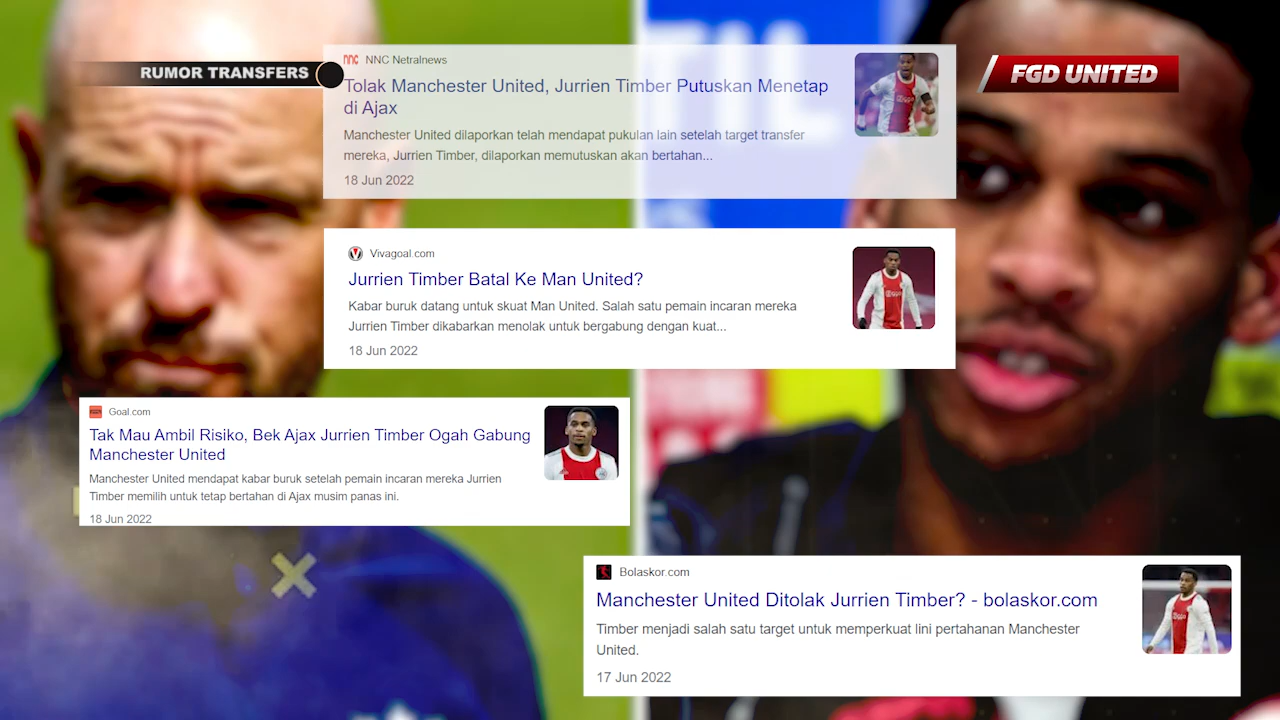 RUMOR TRANSFERS
FGD UNITED
nnc NNC Netralnews
Tolak Manchester United, Jurrien Timber Putuskan Menetap
di Ajax
Manchester United dilaporkan telah mendapat pukulan lain setelah target transfer
mereka, Jurrien Timber, dilaporkan memutuskan akan bertahan...
18 Jun 2022
Vivagoal.com
Jurrien Timber Batal Ke Man United?
Kabar buruk datang untuk skuat Man United. Salah satu pemain incaran mereka
Jurrien Timber dikabarkan menolak untuk bergabung dengan kuat...
18 Jun 2022
Goal.com
Tak Mau Ambil Risiko, Bek Ajax Jurrien Timber Ogah Gabung
Manchester United
Manchester United mendapat kabar buruk setelah pemain incaran mereka Jurrien
Timber memilih untuk tetap bertahan di Ajax musim panas ini.
18 Jun 2022
Bolaskor.com
Manchester United Ditolak Jurrien Timber? - bolaskor.com
Timber menjadi salah satu target untuk memperkuat lini pertahanan Manchester
United.
17 Jun 2022